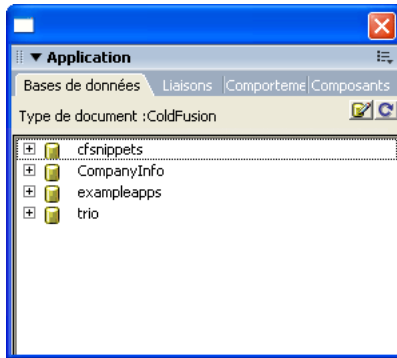 Application
Bases de données Liaisons Comporteme Composants
Type de document :ColdFusion
cfsnippets
CompanyInfo
exampleapps
trio